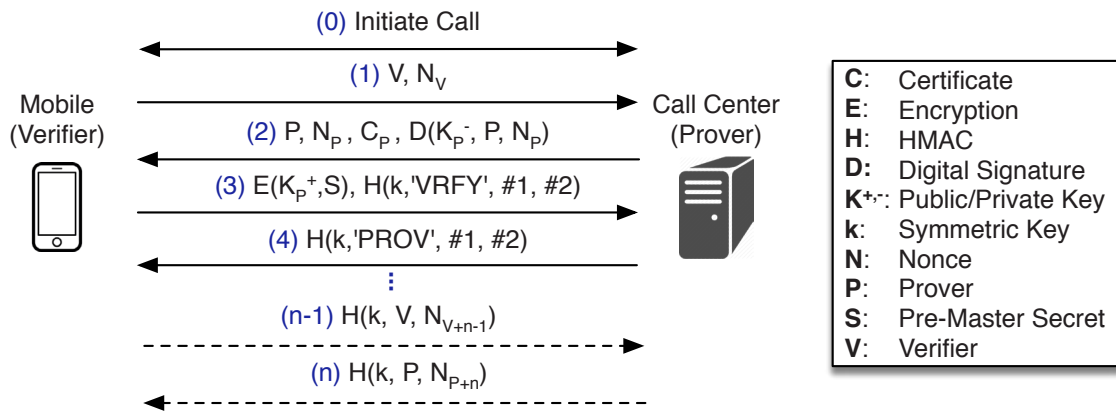 (0) Initiate Call
(1) V, N_V
Mobile
(Verifier)
Call Center
(Prover)
(2) P, N_P , C_P , D(K_P^-, P, N_P)
(3) E(K_P^+,S), H(k,'VRFY', #1, #2)
(4) H(k,'PROV', #1, #2)
(n-1) H(k, V, N_{V+n-1})
(n) H(k, P, N_{P+n})
C: Certificate
E: Encryption
H: HMAC
D: Digital Signature
K^{+,-}: Public/Private Key
k: Symmetric Key
N: Nonce
P: Prover
S: Pre-Master Secret
V: Verifier